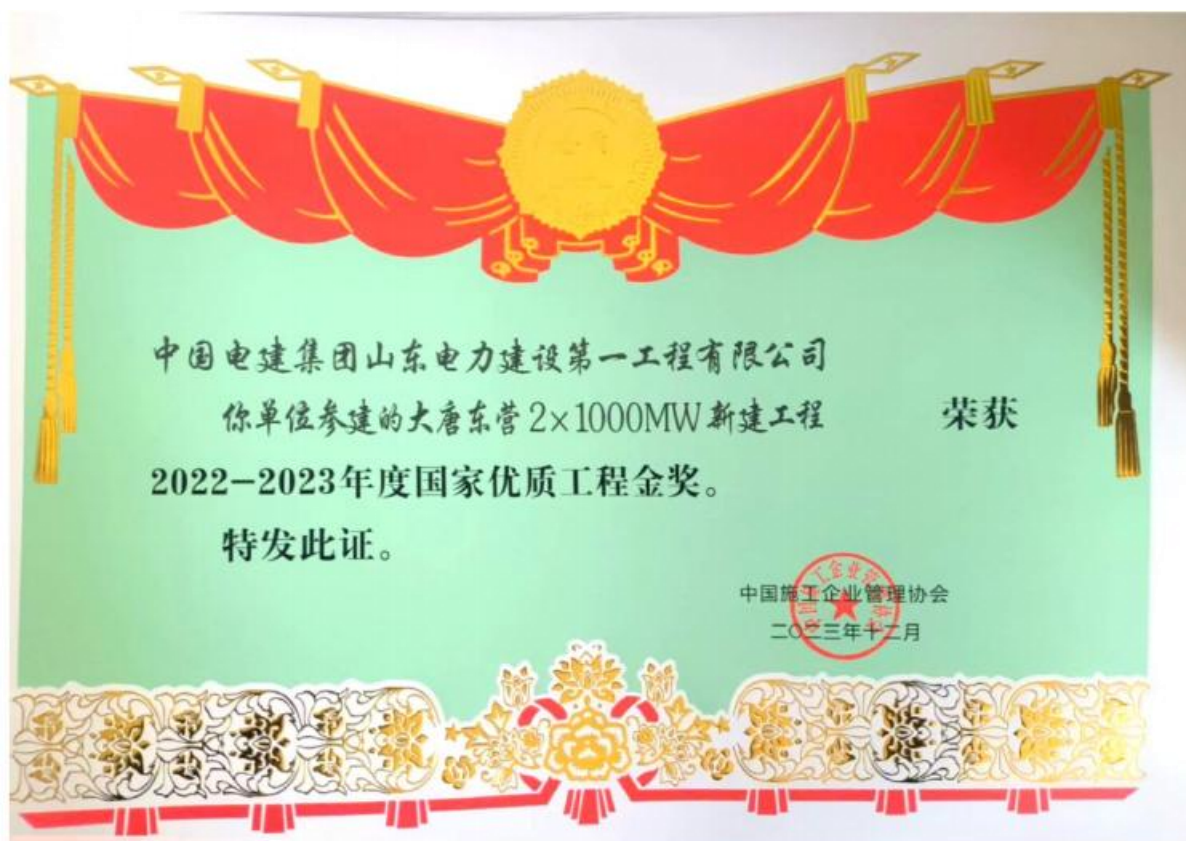 中国电建集团山东电力建设第一工程有限公司
你单位参建的大唐东营2×1000MW新建工程 荣获
2022-2023年度国家优质工程金奖。
特发此证。
中国施工企业管理协会
二〇二三年十二月